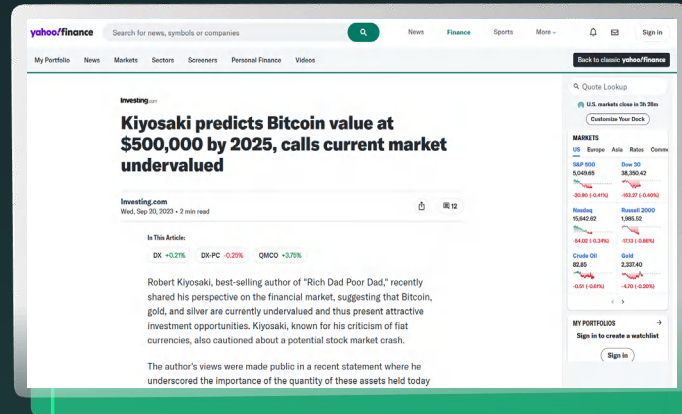 yahoo!finance
Search for news, symbols or companies
News Finance Sports More
Sign in
My Portfolio News Markets Sectors Screeners Personal Finance Videos
Back to classic yahoo!finance
Investing.com
Kiyosaki predicts Bitcoin value at
$500,000 by 2025, calls current market
undervalued
Investing.com
Wed, Sep 20, 2023 • 2 min read
12
In This Article:
DX +0.21% DX-PC -0.25% QMCO +3.75%
Robert Kiyosaki, best-selling author of "Rich Dad Poor Dad," recently
shared his perspective on the financial market, suggesting that Bitcoin,
gold, and silver are currently undervalued and thus present attractive
investment opportunities. Kiyosaki, known for his criticism of fiat
currencies, also cautioned about a potential stock market crash.
The author's views were made public in a recent statement where he
underscored the importance of the quantity of these assets held today
Quote Lookup
U.S. markets close in 3h 28m
Customize Your Dock
MARKETS
US Europe Asia Rates Comm
S&P 500 Dow 30
5,049.65 38,350.42
-20.90 (-0.41%) -153.27 (-0.40%)
Nasdaq Russell 2000
15,642.62 1,985.52
-54.02 (-0.34%) -17.13 (-0.86%)
Crude Oil Gold
82.85 2,337.40
-0.51 (-0.61%) -4.70 (-0.20%)
MY PORTFOLIOS
Sign in to create a watchlist
Sign in